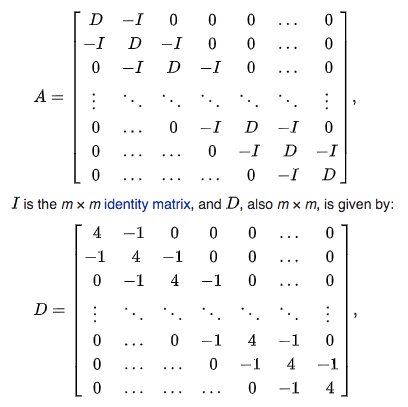 A = [ D −I 0 0 0 … 0
−I D −I 0 0 … 0
0 −I D −I 0 … 0
⋮ ⋱ ⋱ ⋱ ⋱ ⋱ ⋮
0 … 0 −I D −I 0
0 … … 0 −I D −I
0 … … … 0 −I D ],
I is the m × m identity matrix, and D, also m × m, is given by:
D = [ 4 −1 0 0 0 … 0
−1 4 −1 0 0 … 0
0 −1 4 −1 0 … 0
⋮ ⋱ ⋱ ⋱ ⋱ ⋱ ⋮
0 … 0 −1 4 −1 0
0 … … 0 −1 4 −1
0 … … … 0 −1 4 ],